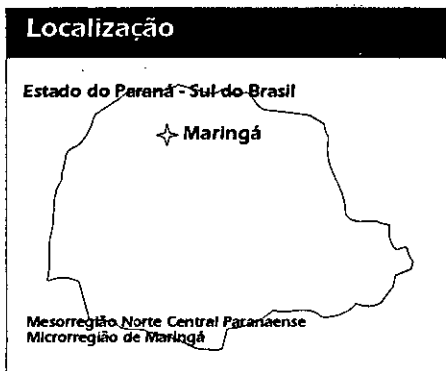 Localização
Estado do Paraná - Sul do Brasil
Maringá
Mesorregião Norte Central Paranaense
Microrregião de Maringá